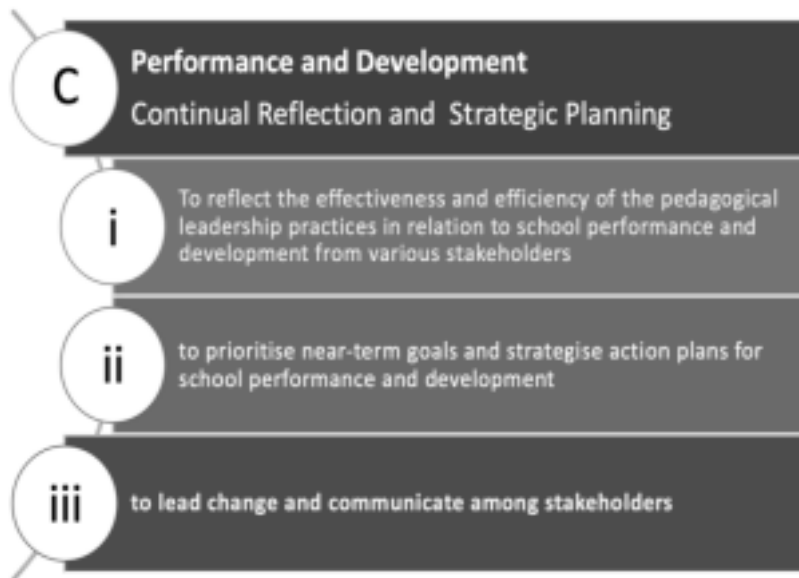 C
Performance and Development
Continual Reflection and Strategic Planning
i
To reflect the effectiveness and efficiency of the pedagogical
leadership practices in relation to school performance and
development from various stakeholders
ii
to prioritise near-term goals and strategise action plans for
school performance and development
iii
to lead change and communicate among stakeholders